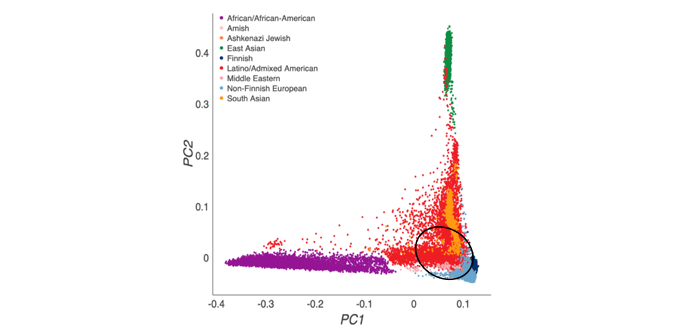 African/African-American
Amish
Ashkenazi Jewish
East Asian
Finnish
Latino/Admixed American
Middle Eastern
Non-Finnish European
South Asian
PC2
0.4
0.3
0.2
0.1
0
-0.4
-0.3
-0.2
-0.1
0
0.1
PC1